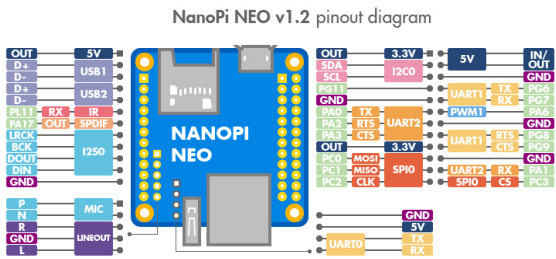 NanoPi NEO v1.2 pinout diagram
OUT 5V
D+ USB1
D-
D+ USB2
D-
PL11 RX IR
PA17 OUT SPDIF
LRCK I2S0
BCK
DOUT
DIN
GND
P MIC
N
R LINEOUT
GND
L
NANOPI
NEO
OUT 3.3V
SDA I2C0
SCL
PG11
GND
PA0 TX UART2
PA2 RTS
PA3 CTS
OUT 3.3V
PC0 MOSI SPI0
PC1 MISO
PC2 CLK
5V IN/
OUT
GND
UART1 TX PG6
RX PG7
PWM1 PA6
GND
UART1 RTS PG8
CTS PG9
GND
UART2 RX PA1
SPI0 CS PC3
GND
5V
UART0 TX
RX